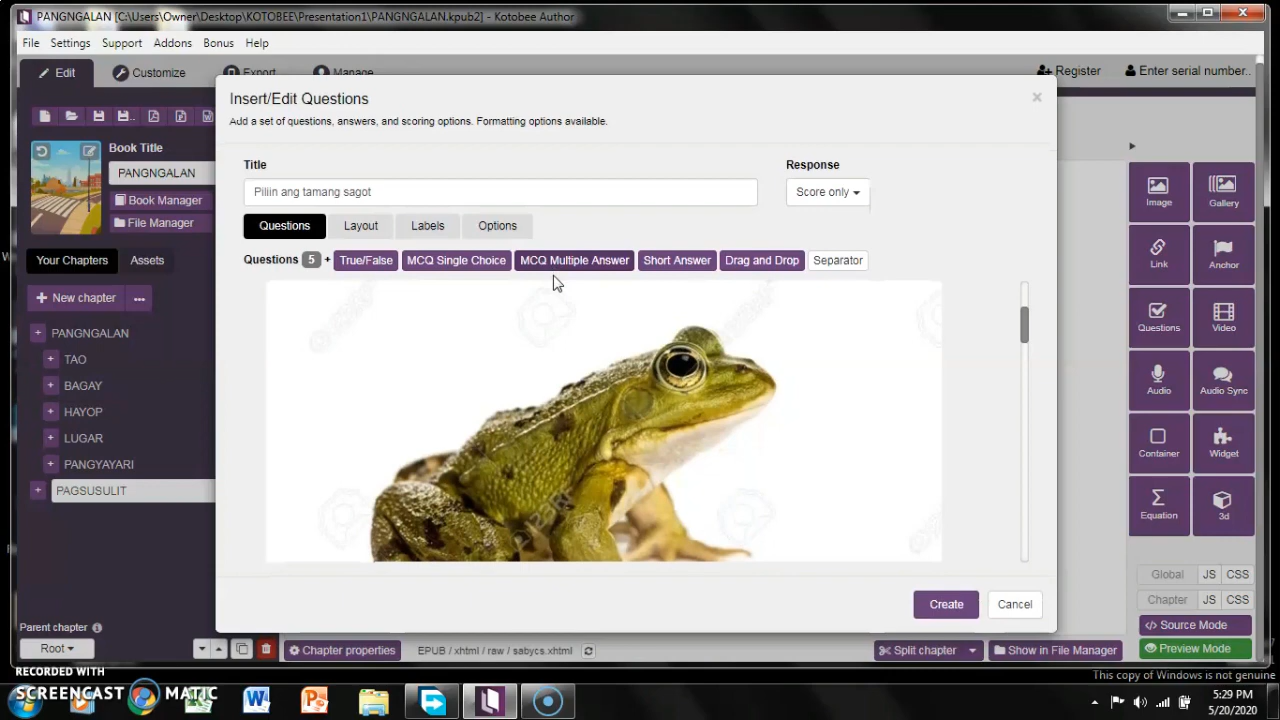 PANGNGALAN [C:\Users\Owner\Desktop\KOTOBEE\Presentation1\PANGNGALAN.kpub2] - Kotobee Author
File Settings Support Addons Bonus Help
Edit Customize Export Manage Register Enter serial number..
Insert/Edit Questions ×
Add a set of questions, answers, and scoring options. Formatting options available.
Book Title
PANGNGALAN
Book Manager
File Manager
Your Chapters Assets
+ New chapter ...
+ PANGNGALAN
+ TAO
+ BAGAY
+ HAYOP
+ LUGAR
+ PANGYAYARI
+ PAGSUSULIT
Parent chapter
Root
Title Response
Piliin ang tamang sagot Score only
Questions Layout Labels Options
Questions 5 + True/False MCQ Single Choice MCQ Multiple Answer Short Answer Drag and Drop Separator
Create Cancel
Image Gallery
Link Anchor
Questions Video
Audio Audio Sync
Container Widget
Σ
Equation 3d
Global JS CSS
Chapter JS CSS
</> Source Mode
Preview Mode
Chapter properties EPUB / xhtml / raw / sabycs.xhtml Split chapter Show in File Manager
This copy of Windows is not genuine
RECORDED WITH
SCREENCAST MATIC
5:29 PM
5/20/2020